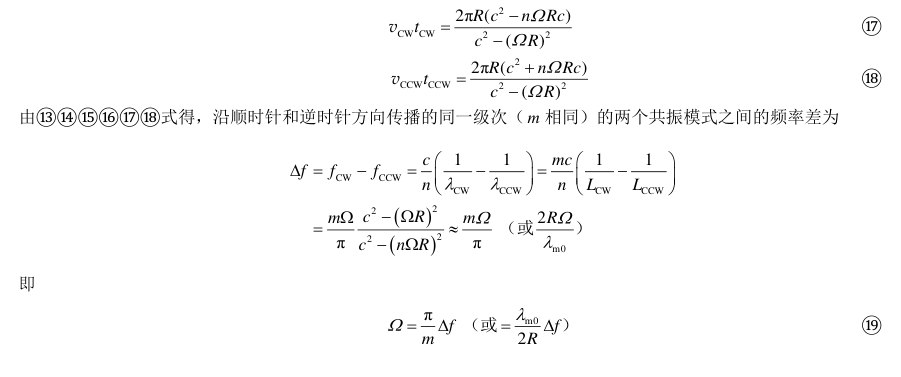 v_CW t_CW = 2πR(c² − nΩRc) / (c² − (ΩR)²) ⑰
v_CCW t_CCW = 2πR(c² + nΩRc) / (c² − (ΩR)²) ⑱
由⑬⑭⑮⑯⑰⑱式得，沿顺时针和逆时针方向传播的同一级次（m 相同）的两个共振模式之间的频率差为
Δf = f_CW − f_CCW = c/n (1/λ_CW − 1/λ_CCW) = mc/n (1/L_CW − 1/L_CCW)
= mΩ/π (c² − (ΩR)²) / (c² − (nΩR)²) ≈ mΩ/π （或 2RΩ/λ_m0）
即
Ω = π/m Δf （或 = λ_m0/2R Δf） ⑲